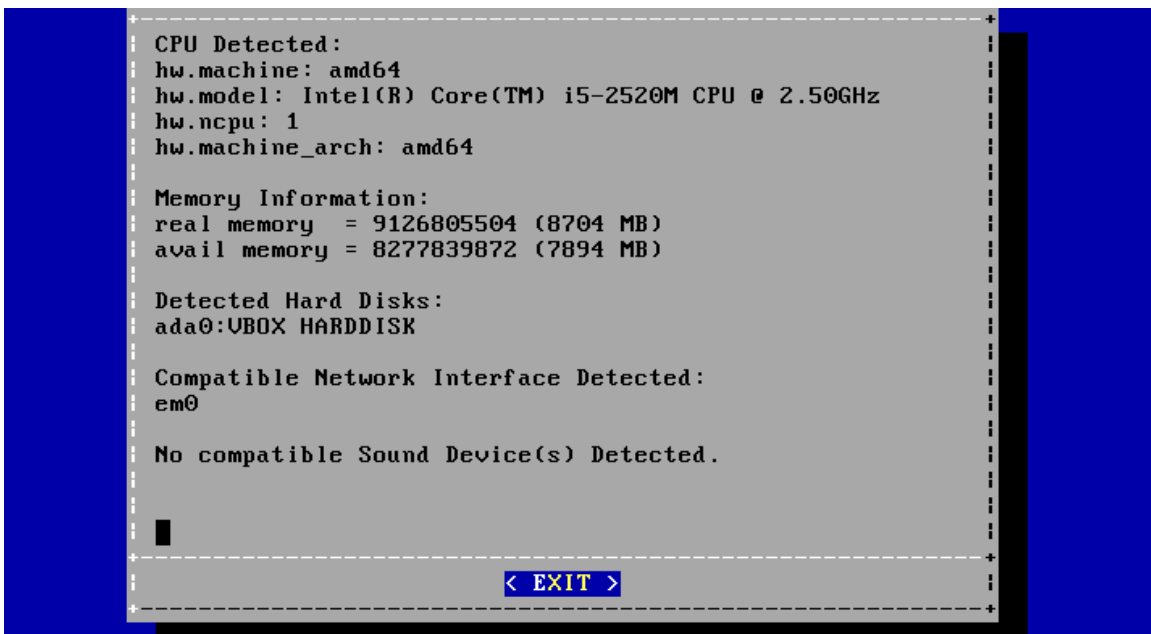 CPU Detected:
hw.machine: amd64
hw.model: Intel(R) Core(TM) i5-2520M CPU @ 2.50GHz
hw.ncpu: 1
hw.machine_arch: amd64
Memory Information:
real memory  = 9126805504 (8704 MB)
avail memory = 8277839872 (7894 MB)
Detected Hard Disks:
ada0:VBOX HARDDISK
Compatible Network Interface Detected:
em0
No compatible Sound Device(s) Detected.
< EXIT >